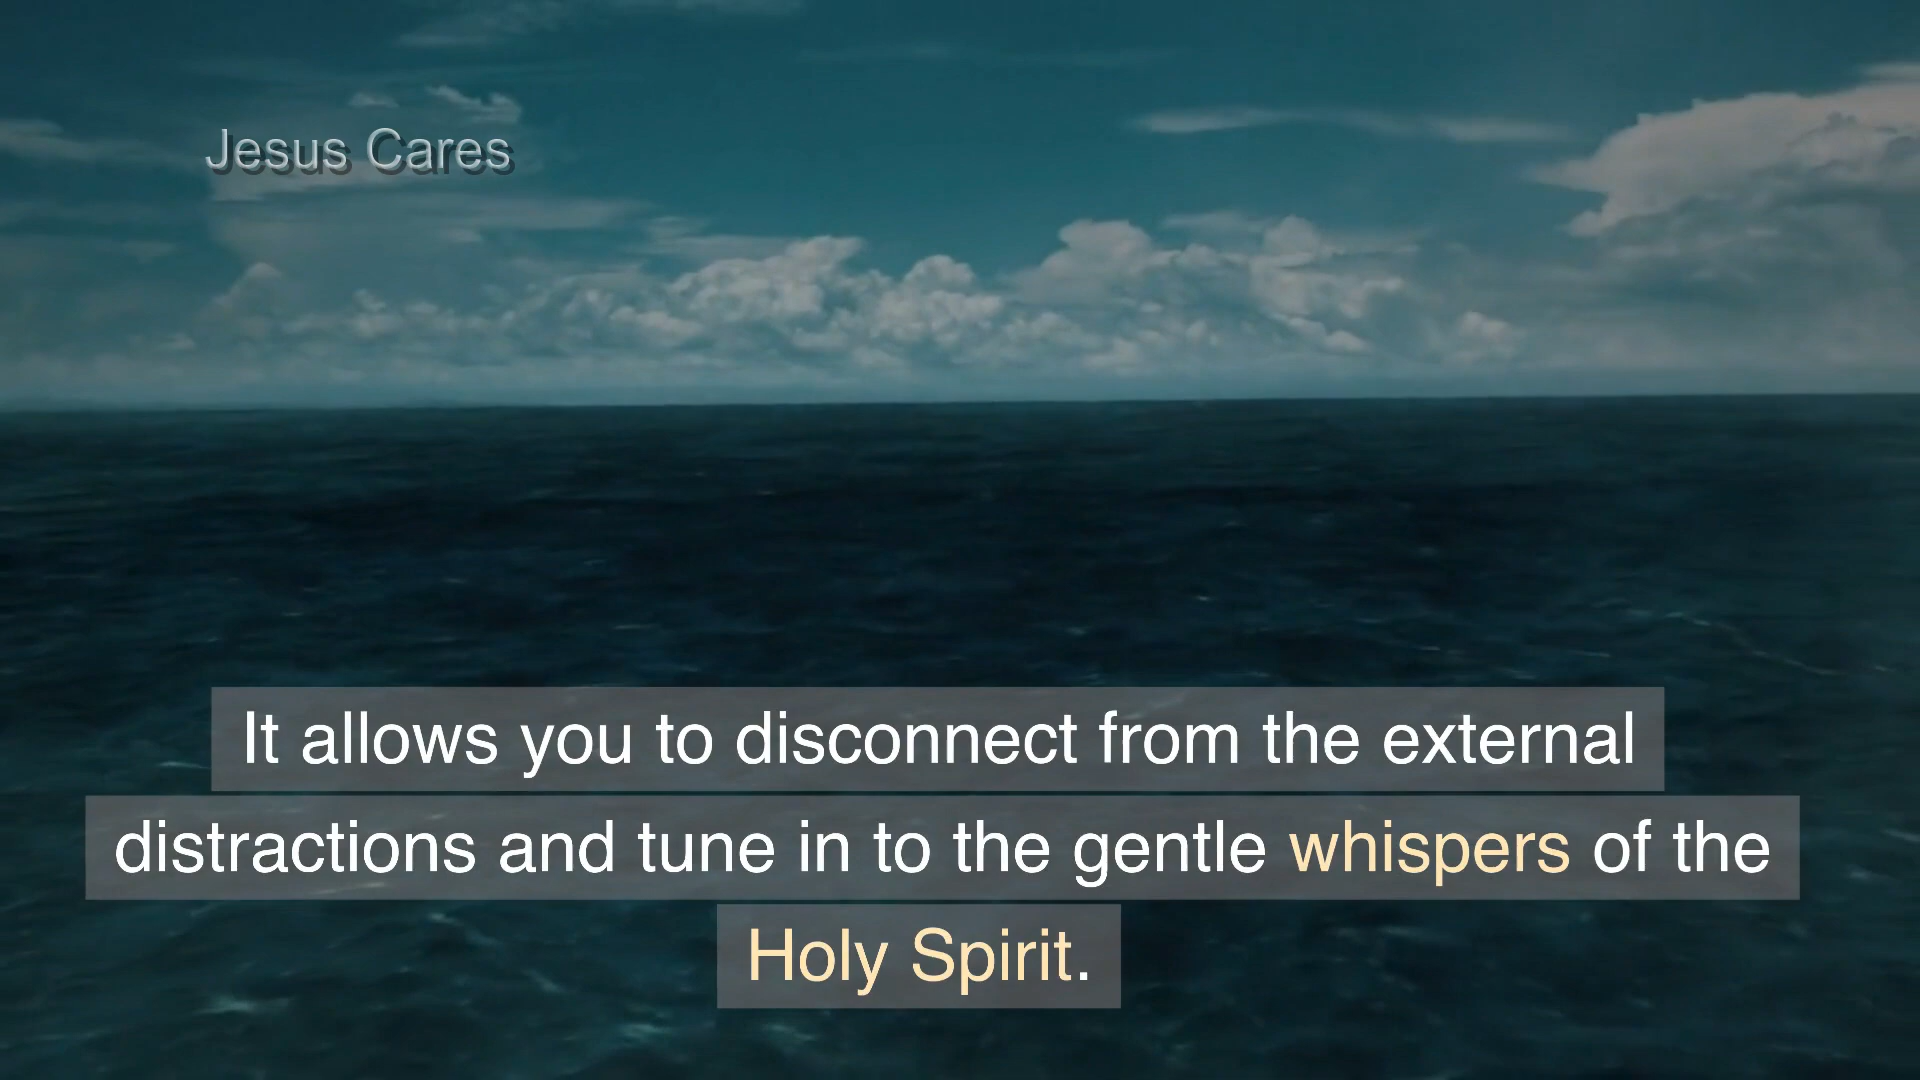 Jesus Cares
It allows you to disconnect from the external
distractions and tune in to the gentle whispers of the
Holy Spirit.